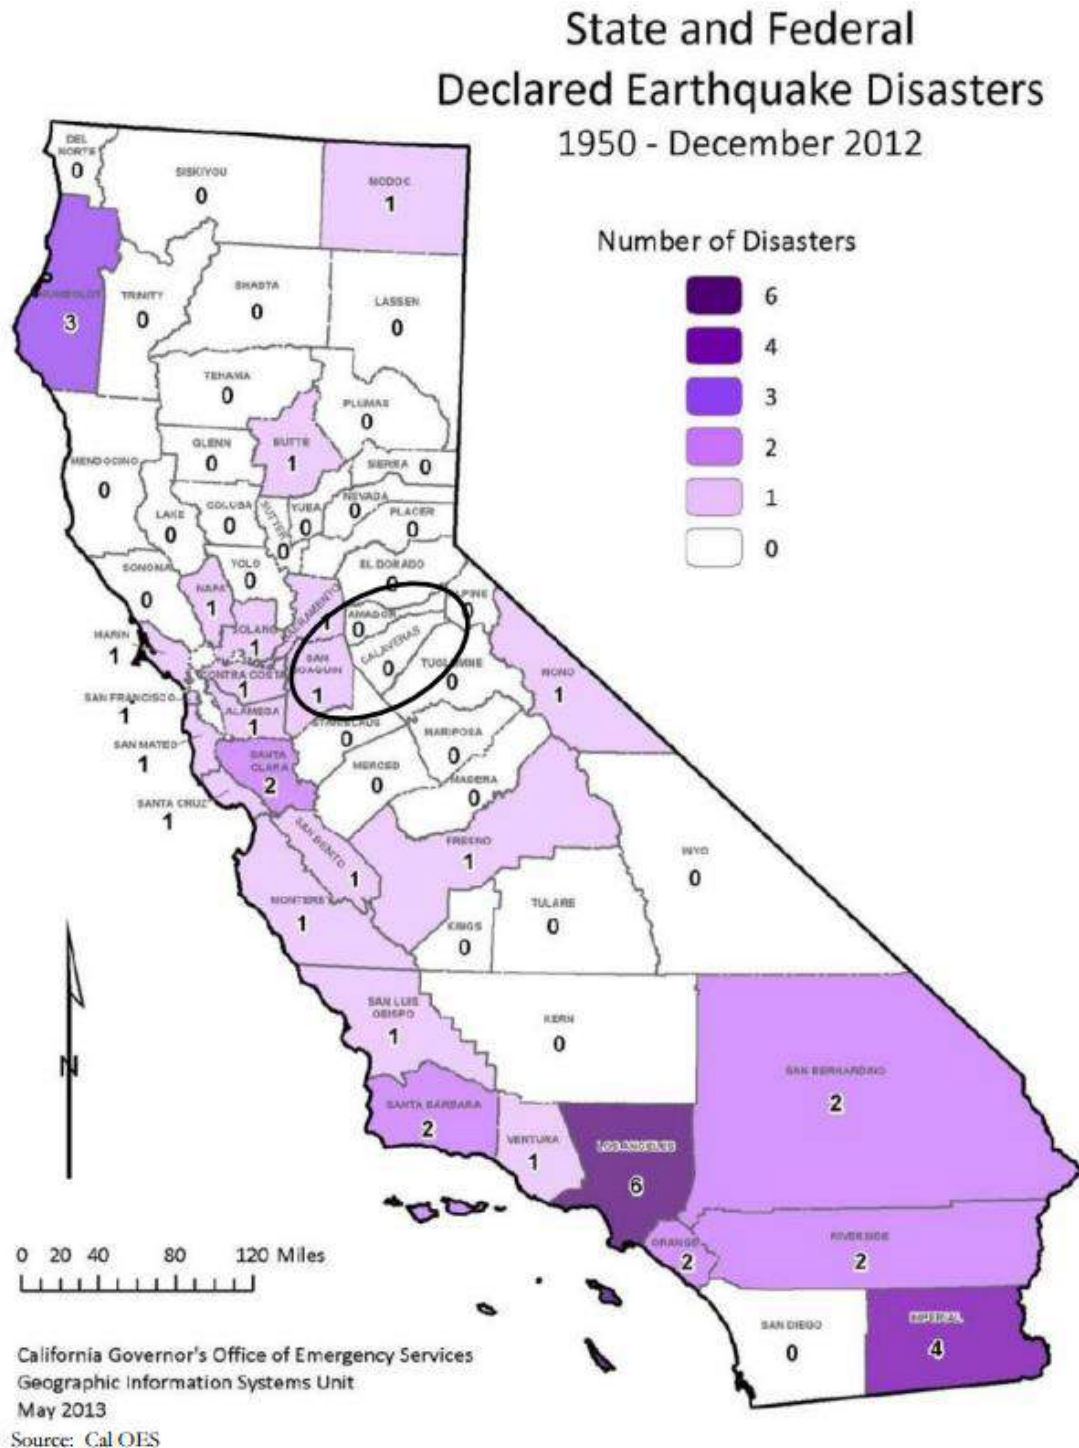 State and Federal
Declared Earthquake Disasters
1950 - December 2012
DEL
NORTE
0
SISKIYOU
0
MODOC
1
Number of Disasters
6
4
3
2
1
0
HUMBOLDT
3
TRINITY
0
SHASTA
0
LASSEN
0
TEHAMA
0
PLUMAS
0
GLENN
0
BUTTE
1
SIERRA 0
MENDOCINO
0
LAKE
0
COLUSA
0
SUTTER
0
YUBA
0
NEVADA
0
PLACER
0
SONOMA
0
NAPA
1
YOLO
0
EL DORADO
0
SACRAMENTO
1
AMADOR
0
ALPINE
0
MARIN
1
SOLANO
1
CONTRA COSTA
1
SAN
JOAQUIN
1
CALAVERAS
0
TUOLUMNE
0
MONO
1
SAN FRANCISCO
1
ALAMEDA
1
STANISLAUS
0
MARIPOSA
0
SAN MATEO
1
SANTA
CLARA
2
MERCED
0
MADERA
0
SANTA CRUZ
1
SAN BENITO
1
FRESNO
1
INYO
0
MONTEREY
1
KINGS
0
TULARE
0
SAN LUIS
OBISPO
1
KERN
0
N
SAN BERNARDINO
2
SANTA BARBARA
2
VENTURA
1
LOS ANGELES
6
ORANGE
2
RIVERSIDE
2
SAN DIEGO
0
IMPERIAL
4
0 20 40 80 120 Miles
California Governor's Office of Emergency Services
Geographic Information Systems Unit
May 2013
Source: Cal OES